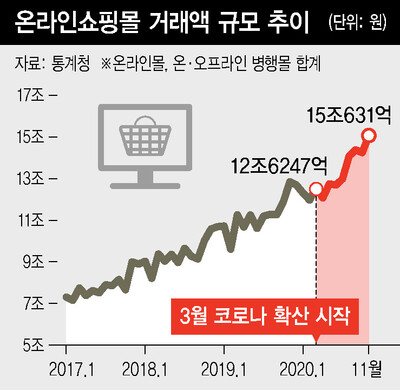 온라인쇼핑몰 거래액 규모 추이 (단위: 원)
자료: 통계청 ※온라인몰, 온·오프라인 병행몰 합계
17조
15조
13조
11조
9조
7조
5조
15조631억
12조6247억
3월 코로나 확산 시작
2017.1
2018.1
2019.1
2020.1
11월